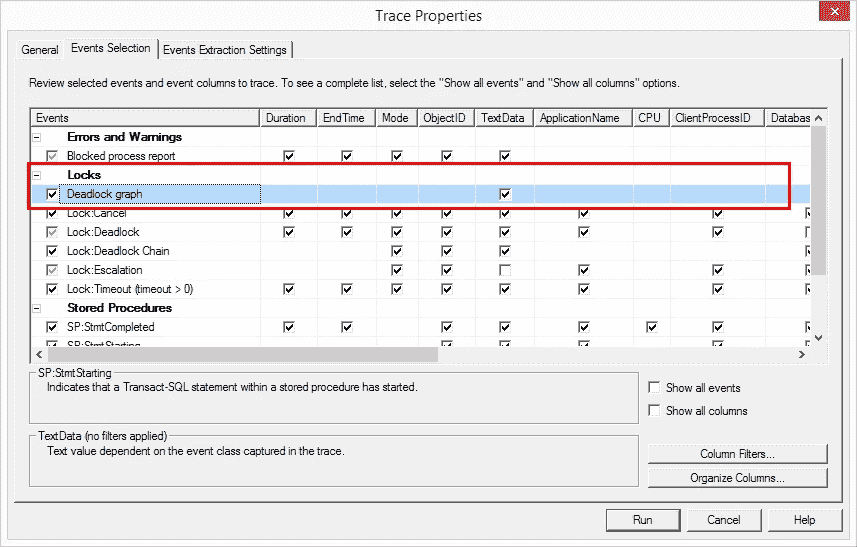 Trace Properties
General Events Selection Events Extraction Settings
Review selected events and event columns to trace. To see a complete list, select the "Show all events" and "Show all columns" options.
Events Duration EndTime Mode ObjectID TextData ApplicationName CPU ClientProcessID Databas
Errors and Warnings
Blocked process report
Locks
Deadlock graph
Lock:Cancel
Lock:Deadlock
Lock:Deadlock Chain
Lock:Escalation
Lock:Timeout (timeout > 0)
Stored Procedures
SP:StmtCompleted
SP:StmtStarting
SP:StmtStarting
Indicates that a Transact-SQL statement within a stored procedure has started.
Show all events
Show all columns
TextData (no filters applied)
Text value dependent on the event class captured in the trace.
Column Filters...
Organize Columns...
Run Cancel Help